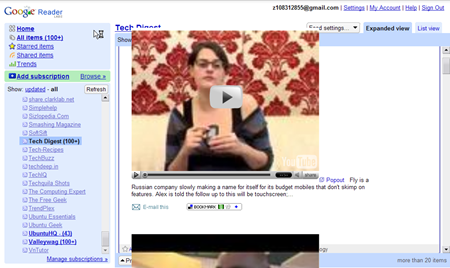 Google Reader
z108312855@gmail.com | Settings | My Account | Help | Sign Out
Home
All items (100+)
Starred items
Shared items
Trends
Add subscription
Browse »
Show: updated - all
Refresh
share.clarklab.net
Simplehelp
Sizlopedia.Com
Smashing Magazine
SoftSift
Tech Digest (100+)
Tech-Recipes
TechBuzz
techdeep.in
TechIQ
Techquila Shots
The Computing Expert
The Free Geek
TrendPlex
Ubuntu Essentials
Ubuntu Geek
UbuntuHQ. (43)
Valleywag (100+)
VnTutor
Manage subscriptions »
Tech Digest
Feed settings...
Expanded view
List view
Show:
Popout Fly is a
Russian company slowly making a name for itself for its budget mobiles that don't skimp on
features. Alex is told the follow up to this will be touchscreen;...
E-mail this
BOOKMARK
more than 20 items